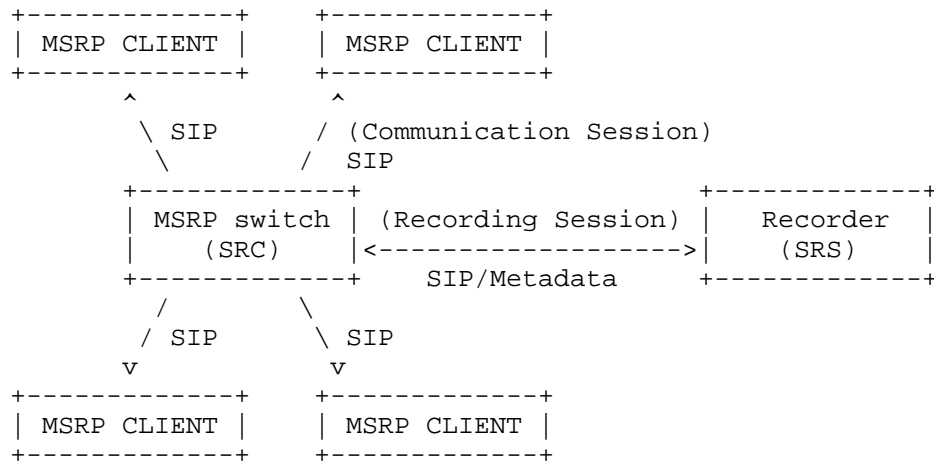 MSRP CLIENT MSRP CLIENT
SIP (Communication Session)
SIP
MSRP switch (Recording Session) Recorder
(SRC) (SRS)
SIP/Metadata
SIP SIP
MSRP CLIENT MSRP CLIENT